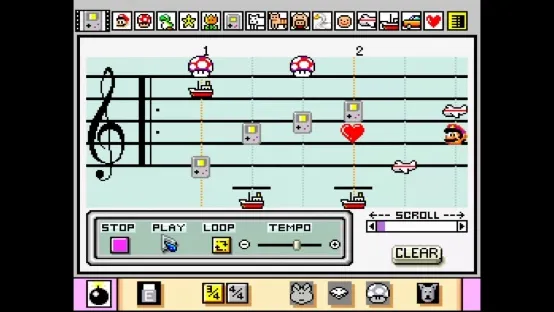 1 2
STOP PLAY LOOP TEMPO
SCROLL
CLEAR
3/4 4/4